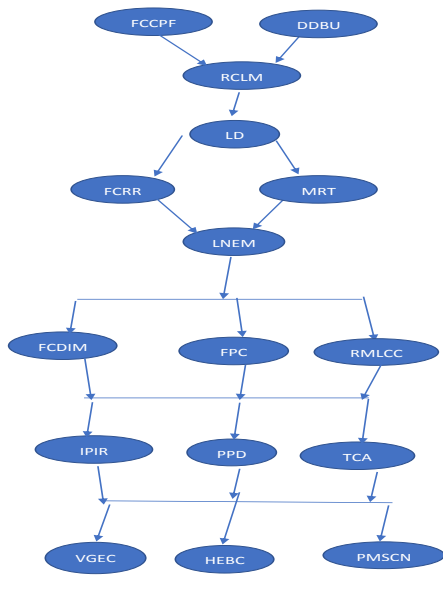 FCCPF
DDBU
RCLM
LD
FCRR
MRT
LNEM
FCDIM
FPC
RMLCC
IPIR
PPD
TCA
VGEC
HEBC
PMSCN